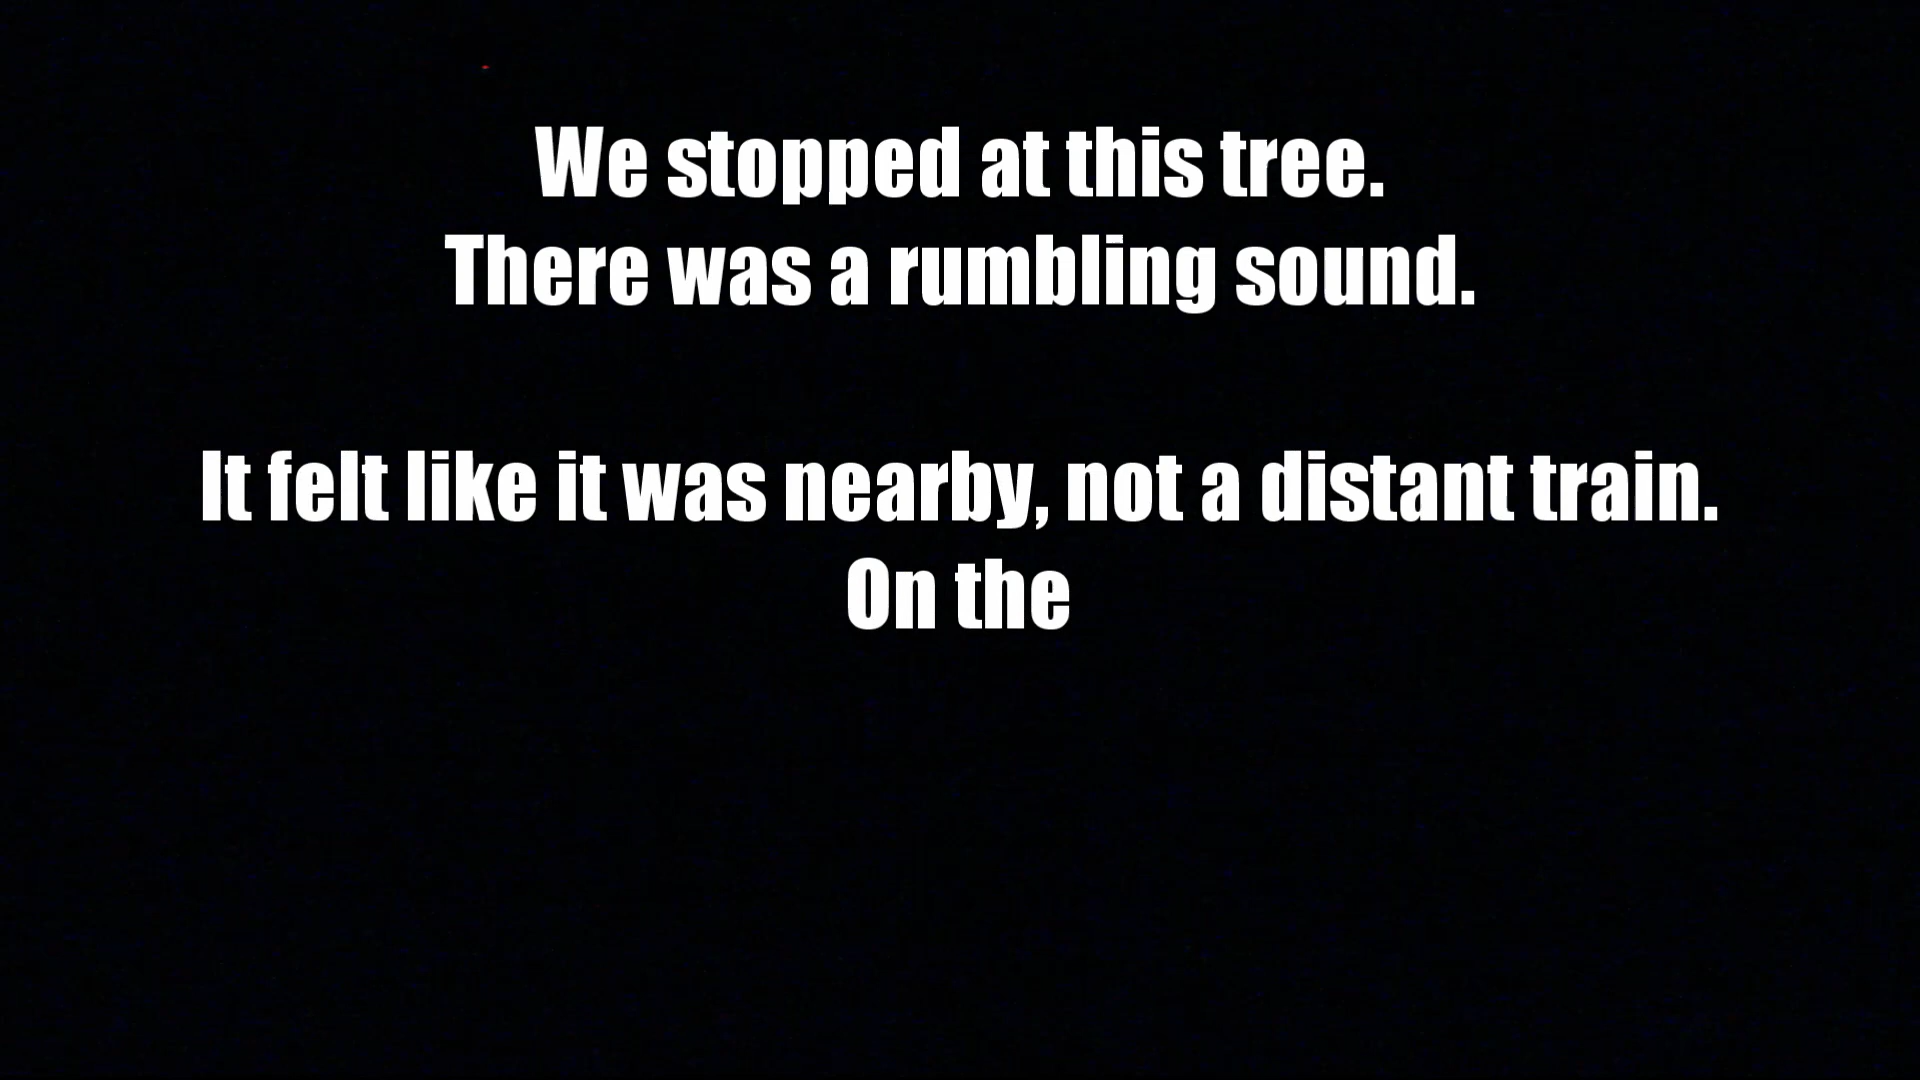 We stopped at this tree.
There was a rumbling sound.
It felt like it was nearby, not a distant train.
On the